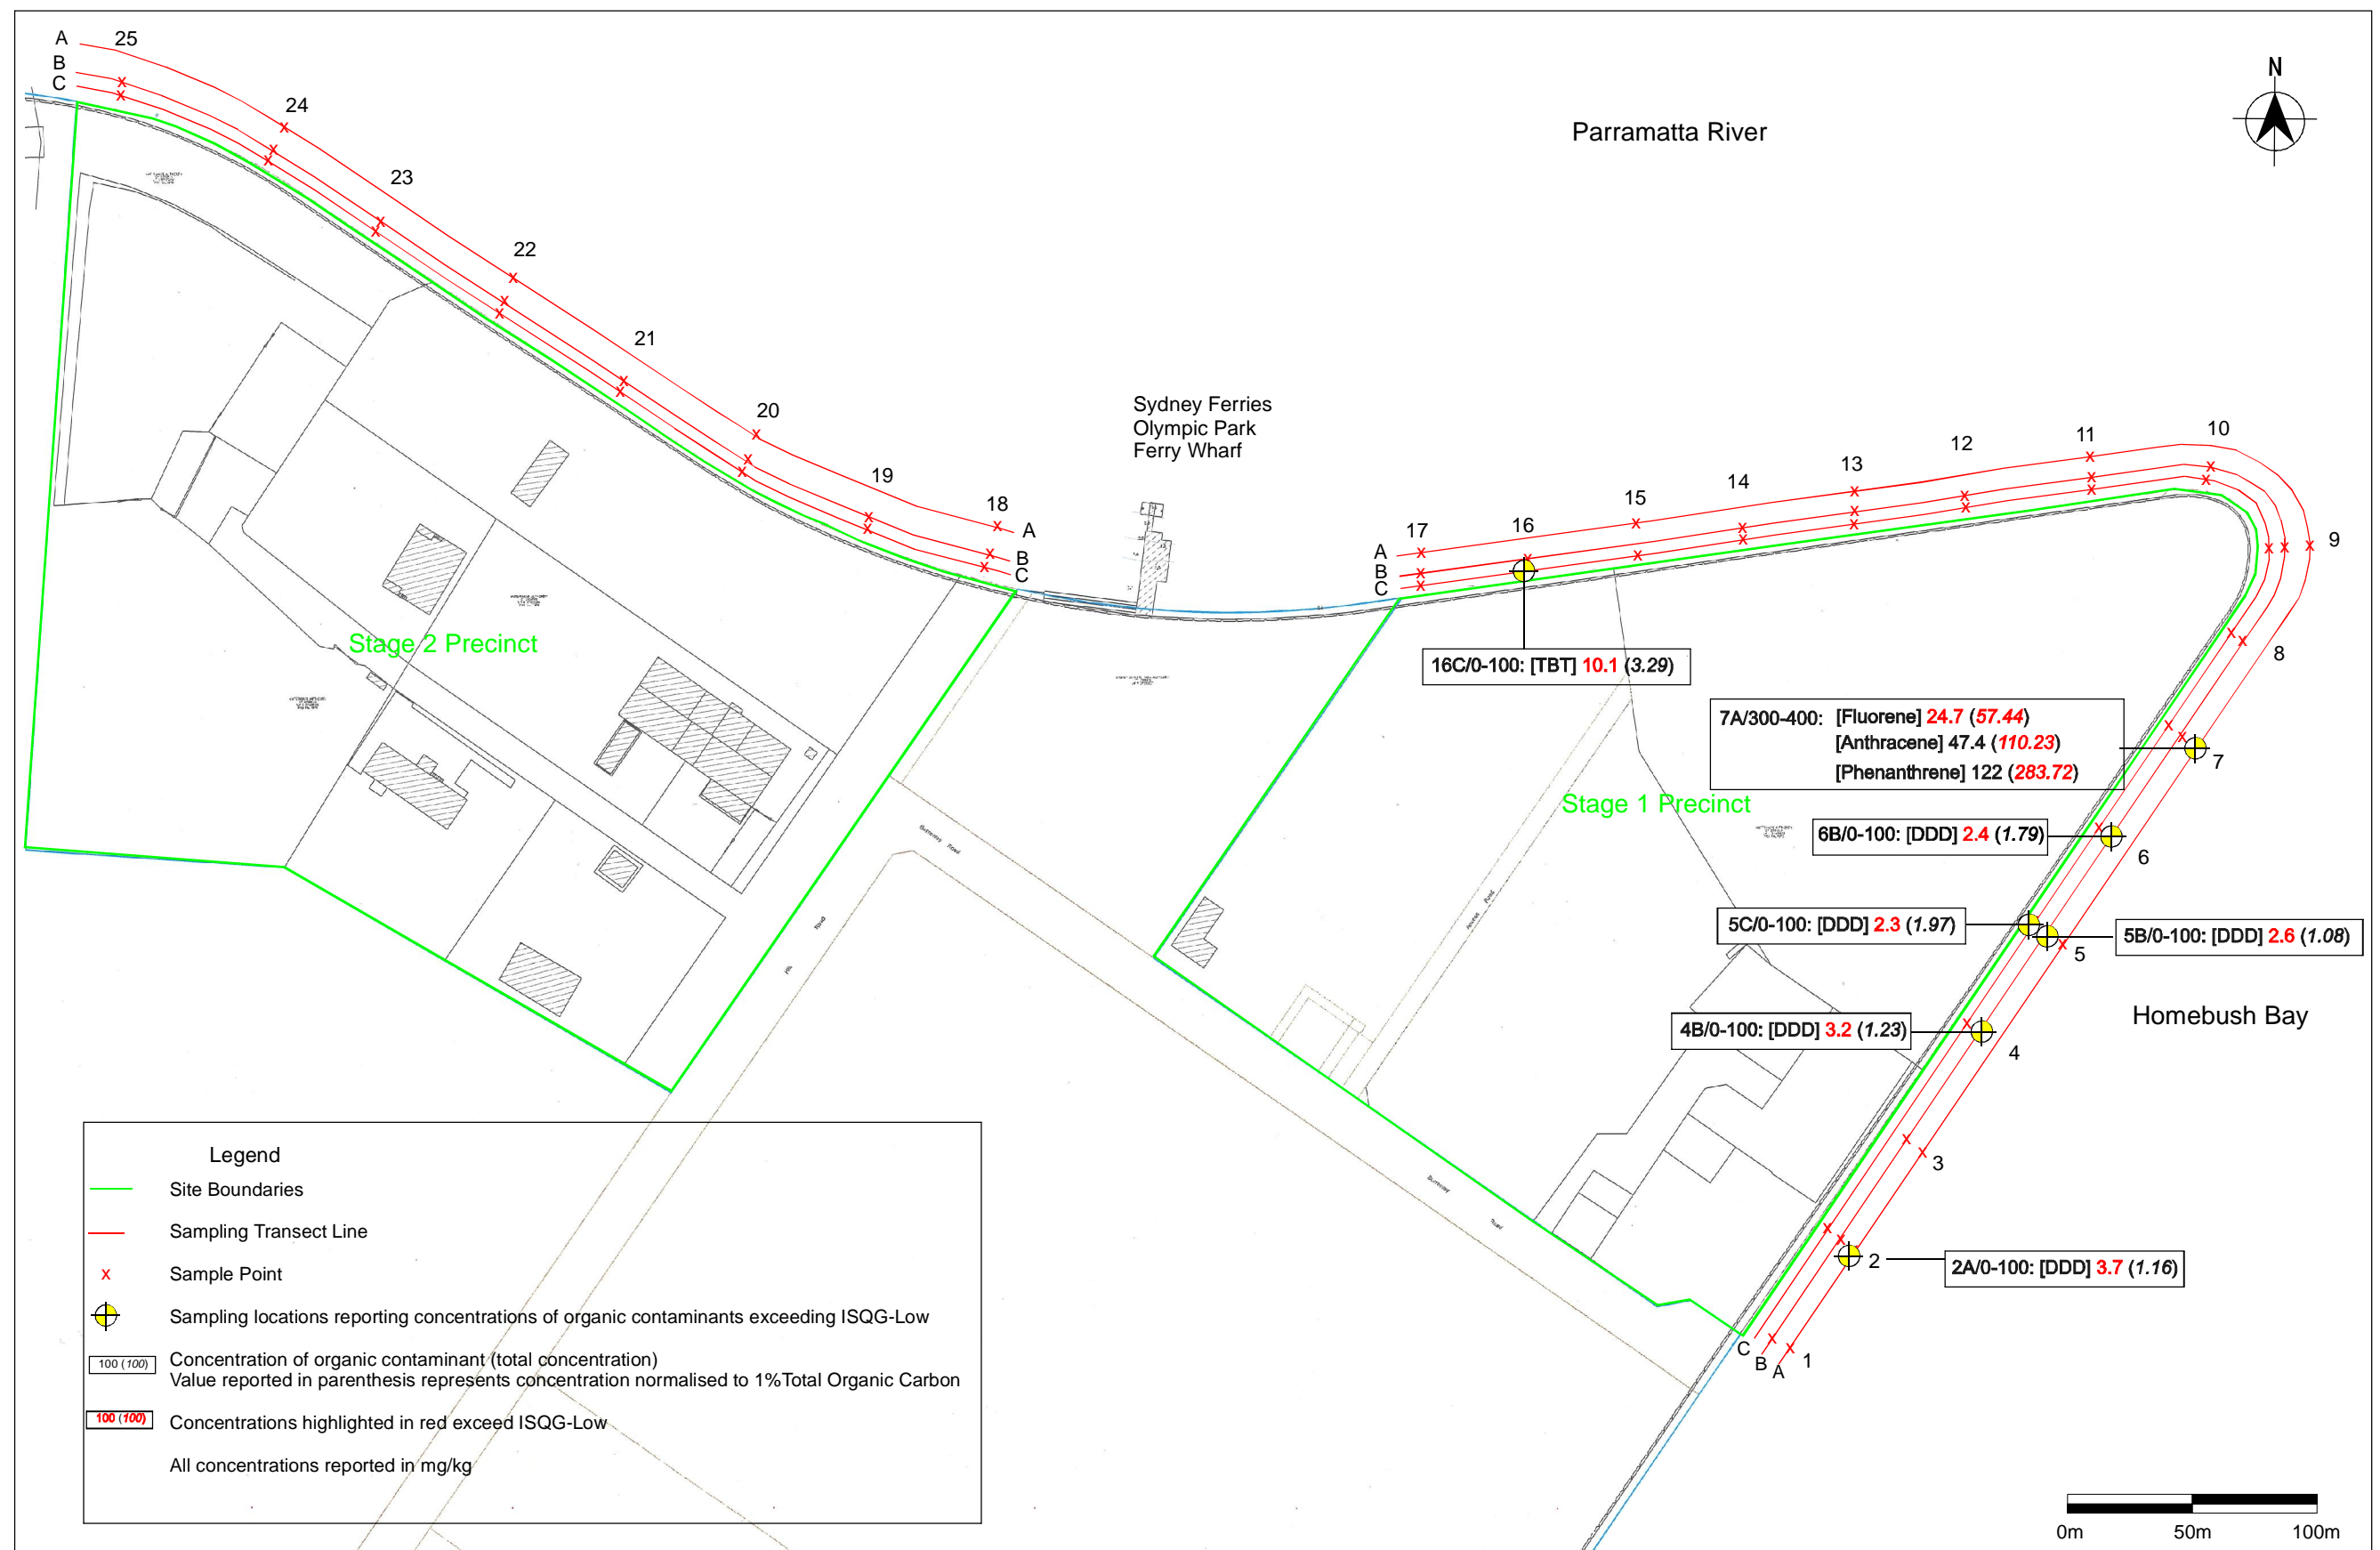 A
25
B
C
24
N
Parramatta River
23
22
21
20
Sydney Ferries
Olympic Park
Ferry Wharf
19
18
A
B
C
17
16
15
14
13
12
11
10
9
8
A
B
C
Stage 2 Precinct
16C/0-100: [TBT] 10.1 (3.29)
7A/300-400: [Fluorene] 24.7 (57.44)
[Anthracene] 47.4 (110.23)
[Phenanthrene] 122 (283.72)
7
Stage 1 Precinct
6B/0-100: [DDD] 2.4 (1.79)
6
5C/0-100: [DDD] 2.3 (1.97)
5B/0-100: [DDD] 2.6 (1.08)
5
Homebush Bay
4B/0-100: [DDD] 3.2 (1.23)
4
3
2
2A/0-100: [DDD] 3.7 (1.16)
C
B
A
1
Hill Road
Burnside Road
Legend
Site Boundaries
Sampling Transect Line
x Sample Point
Sampling locations reporting concentrations of organic contaminants exceeding ISQG-Low
100 (100) Concentration of organic contaminant (total concentration)
Value reported in parenthesis represents concentration normalised to 1%Total Organic Carbon
100 (100) Concentrations highlighted in red exceed ISQG-Low
All concentrations reported in mg/kg
0m 50m 100m